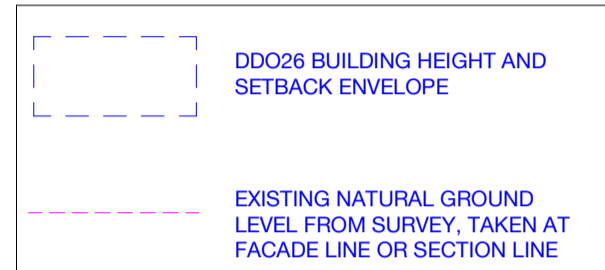 DDO26 BUILDING HEIGHT AND
SETBACK ENVELOPE
EXISTING NATURAL GROUND
LEVEL FROM SURVEY, TAKEN AT
FACADE LINE OR SECTION LINE